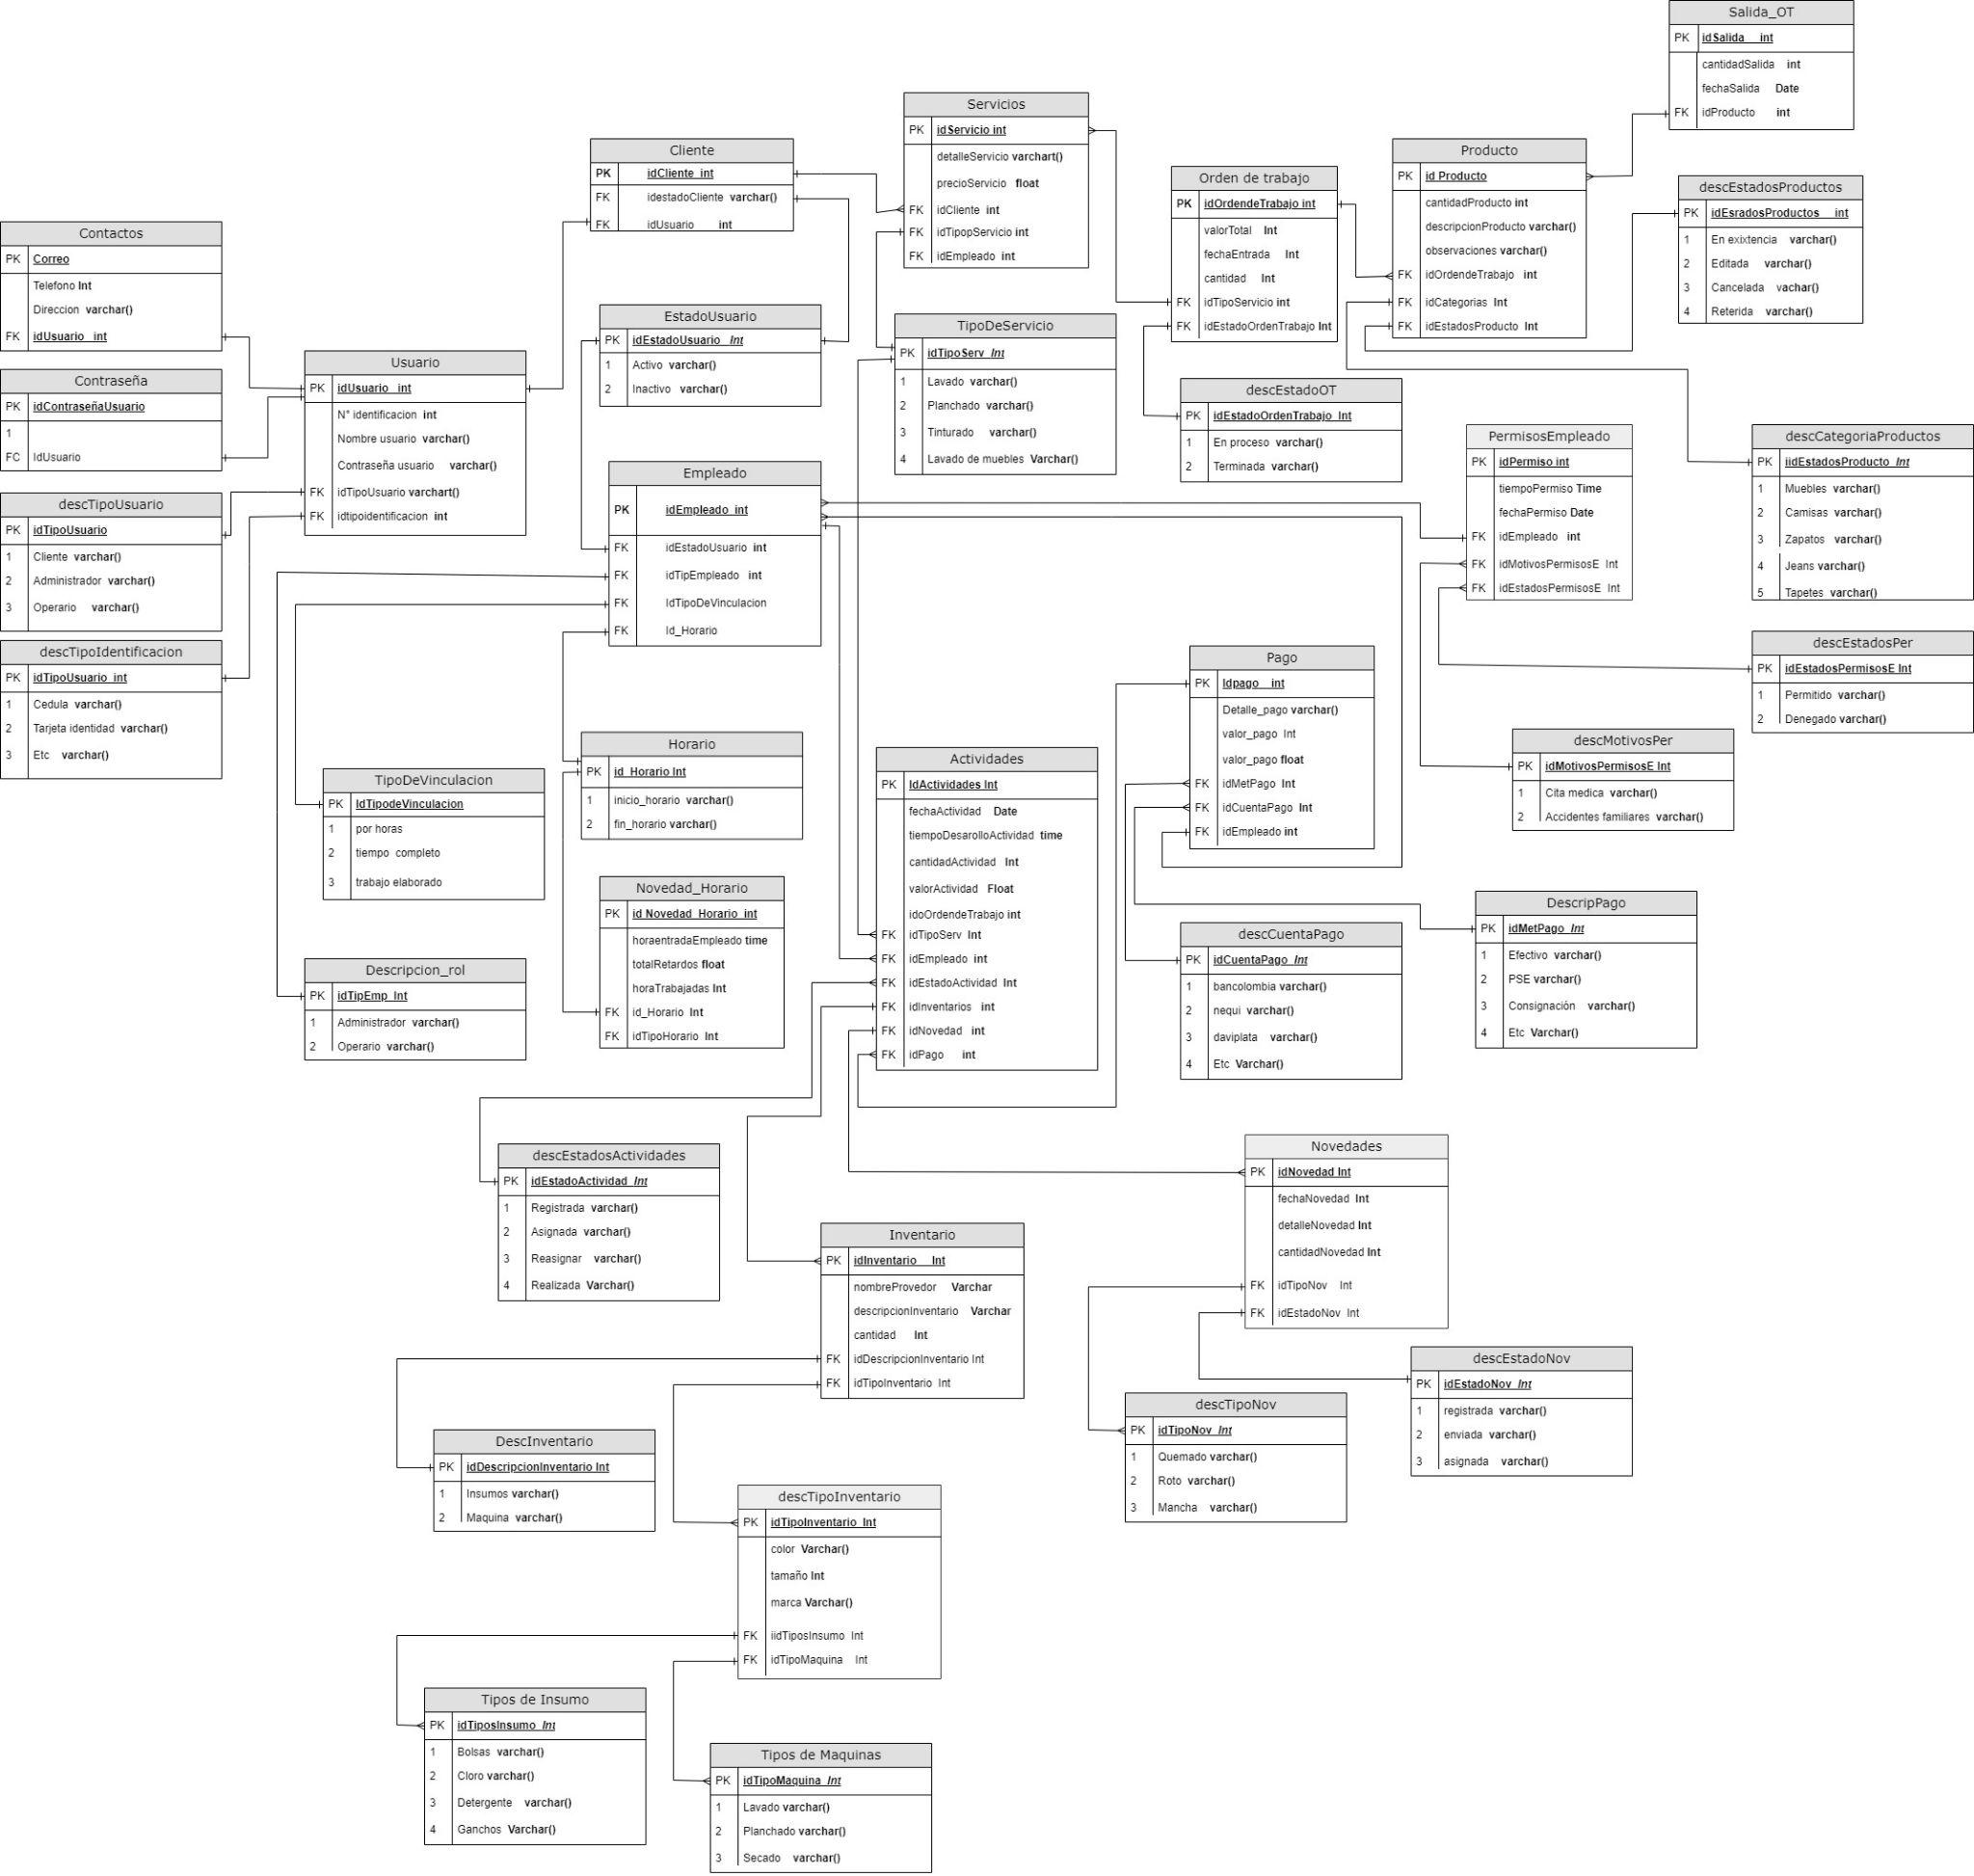 Salida_OT
PK idSalida int
cantidadSalida int
fechaSalida Date
FK idProducto int
Servicios
PK idServicio int
detalleServicio varchart()
precioServicio float
FK idCliente int
FK idTipopServicio int
FK idEmpleado int
Cliente
PK idCliente int
FK idestadoCliente varchar()
FK idUsuario int
Orden de trabajo
PK idOrdendeTrabajo int
valorTotal Int
fechaEntrada Int
cantidad Int
FK idTipoServicio int
FK idEstadoOrdenTrabajo Int
Producto
PK id Producto
cantidadProducto int
descripcionProducto varchar()
observaciones varchar()
FK idOrdendeTrabajo int
FK idCategorias Int
FK idEstadosProducto Int
descEstadosProductos
PK idEsradosProductos int
1 En exixtencia varchar()
2 Editada varchar()
3 Cancelada vachar()
4 Reterida varchar()
Contactos
PK Correo
Telefono Int
Direccion varchar()
FK idUsuario int
Contraseña
PK idContraseñaUsuario
1
FC IdUsuario
Usuario
PK idUsuario int
N° identificacion int
Nombre usuario varchar()
Contraseña usuario varchar()
FK idTipoUsuario varchart()
FK idtipoidentificacion int
EstadoUsuario
PK idEstadoUsuario Int
1 Activo varchar()
2 Inactivo varchar()
TipoDeServicio
PK idTipoServ Int
1 Lavado varchar()
2 Planchado varchar()
3 Tinturado varchar()
4 Lavado de muebles Varchar()
descEstadoOT
PK idEstadoOrdenTrabajo Int
1 En proceso varchar()
2 Terminada varchar()
PermisosEmpleado
PK idPermiso int
tiempoPermiso Time
fechaPermiso Date
FK idEmpleado int
FK idMotivosPermisosE Int
FK idEstadosPermisosE Int
descCategoriaProductos
PK iidEstadosProducto Int
1 Muebles varchar()
2 Camisas varchar()
3 Zapatos varchar()
4 Jeans varchar()
5 Tapetes varchar()
descTipoUsuario
PK idTipoUsuario
1 Cliente varchar()
2 Administrador varchar()
3 Operario varchar()
Empleado
PK idEmpleado int
FK idEstadoUsuario int
FK idTipEmpleado int
FK IdTipoDeVinculacion
FK Id_Horario
descTipoIdentificacion
PK idTipoUsuario int
1 Cedula varchar()
2 Tarjeta identidad varchar()
3 Etc varchar()
descEstadosPer
PK idEstadosPermisosE Int
1 Permitido varchar()
2 Denegado varchar()
Pago
PK Idpago int
Detalle_pago varchar()
valor_pago Int
valor_pago float
FK idMetPago Int
FK idCuentaPago Int
FK idEmpleado int
descMotivosPer
PK idMotivosPermisosE Int
1 Cita medica varchar()
2 Accidentes familiares varchar()
Horario
PK id_Horario Int
1 inicio_horario varchar()
2 fin_horario varchar()
TipoDeVinculacion
PK IdTipodeVinculacion
1 por horas
2 tiempo completo
3 trabajo elaborado
Actividades
PK IdActividades Int
fechaActividad Date
tiempoDesarolloActividad time
cantidadActividad Int
valorActividad Float
idoOrdendeTrabajo int
FK idTipoServ Int
FK idEmpleado int
FK idEstadoActividad Int
FK idInventarios int
FK idNovedad int
FK idPago int
Novedad_Horario
PK id Novedad_Horario int
horaentradaEmpleado time
totalRetardos float
horaTrabajadas Int
FK id_Horario Int
FK idTipoHorario Int
DescripPago
PK idMetPago Int
1 Efectivo varchar()
2 PSE varchar()
3 Consignación varchar()
4 Etc Varchar()
descCuentaPago
PK idCuentaPago Int
1 bancolombia varchar()
2 nequi varchar()
3 daviplata varchar()
4 Etc Varchar()
Descripcion_rol
PK idTipEmp Int
1 Administrador varchar()
2 Operario varchar()
descEstadosActividades
PK idEstadoActividad Int
1 Registrada varchar()
2 Asignada varchar()
3 Reasignar varchar()
4 Realizada Varchar()
Novedades
PK idNovedad Int
fechaNovedad Int
detalleNovedad Int
cantidadNovedad Int
FK idTipoNov Int
FK idEstadoNov Int
Inventario
PK idInventario Int
nombreProvedor Varchar
descripcionInventario Varchar
cantidad Int
FK idDescripcionInventario Int
FK idTipoInventario Int
descEstadoNov
PK idEstadoNov Int
1 registrada varchar()
2 enviada varchar()
3 asignada varchar()
descTipoNov
PK idTipoNov Int
1 Quemado varchar()
2 Roto varchar()
3 Mancha varchar()
DescInventario
PK idDescripcionInventario Int
1 Insumos varchar()
2 Maquina varchar()
descTipoInventario
PK idTipoInventario Int
color Varchar()
tamaño Int
marca Varchar()
FK iidTiposInsumo Int
FK idTipoMaquina Int
Tipos de Insumo
PK idTiposInsumo Int
1 Bolsas varchar()
2 Cloro varchar()
3 Detergente varchar()
4 Ganchos Varchar()
Tipos de Maquinas
PK idTipoMaquina Int
1 Lavado varchar()
2 Planchado varchar()
3 Secado varchar()